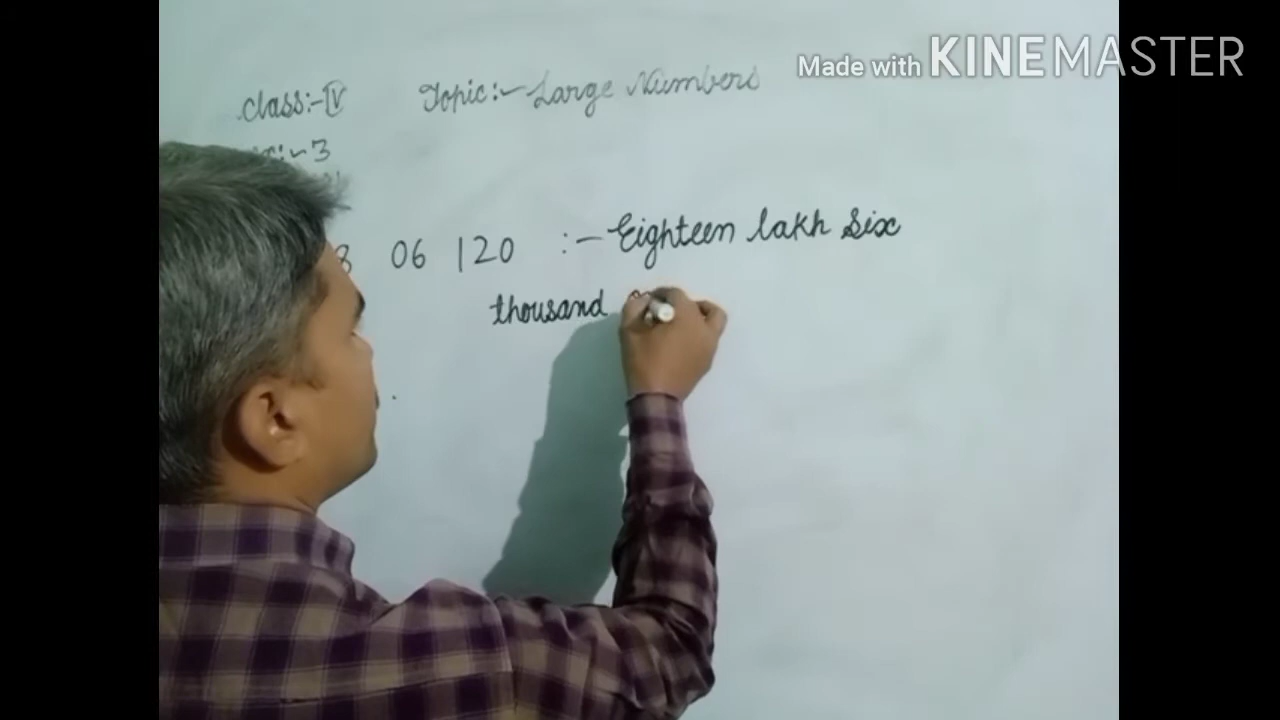 Made with KINEMASTER
Class:-IV Topic:- Large Numbers
:- 3
8 06 120 :- Eighteen lakh Six
thousand